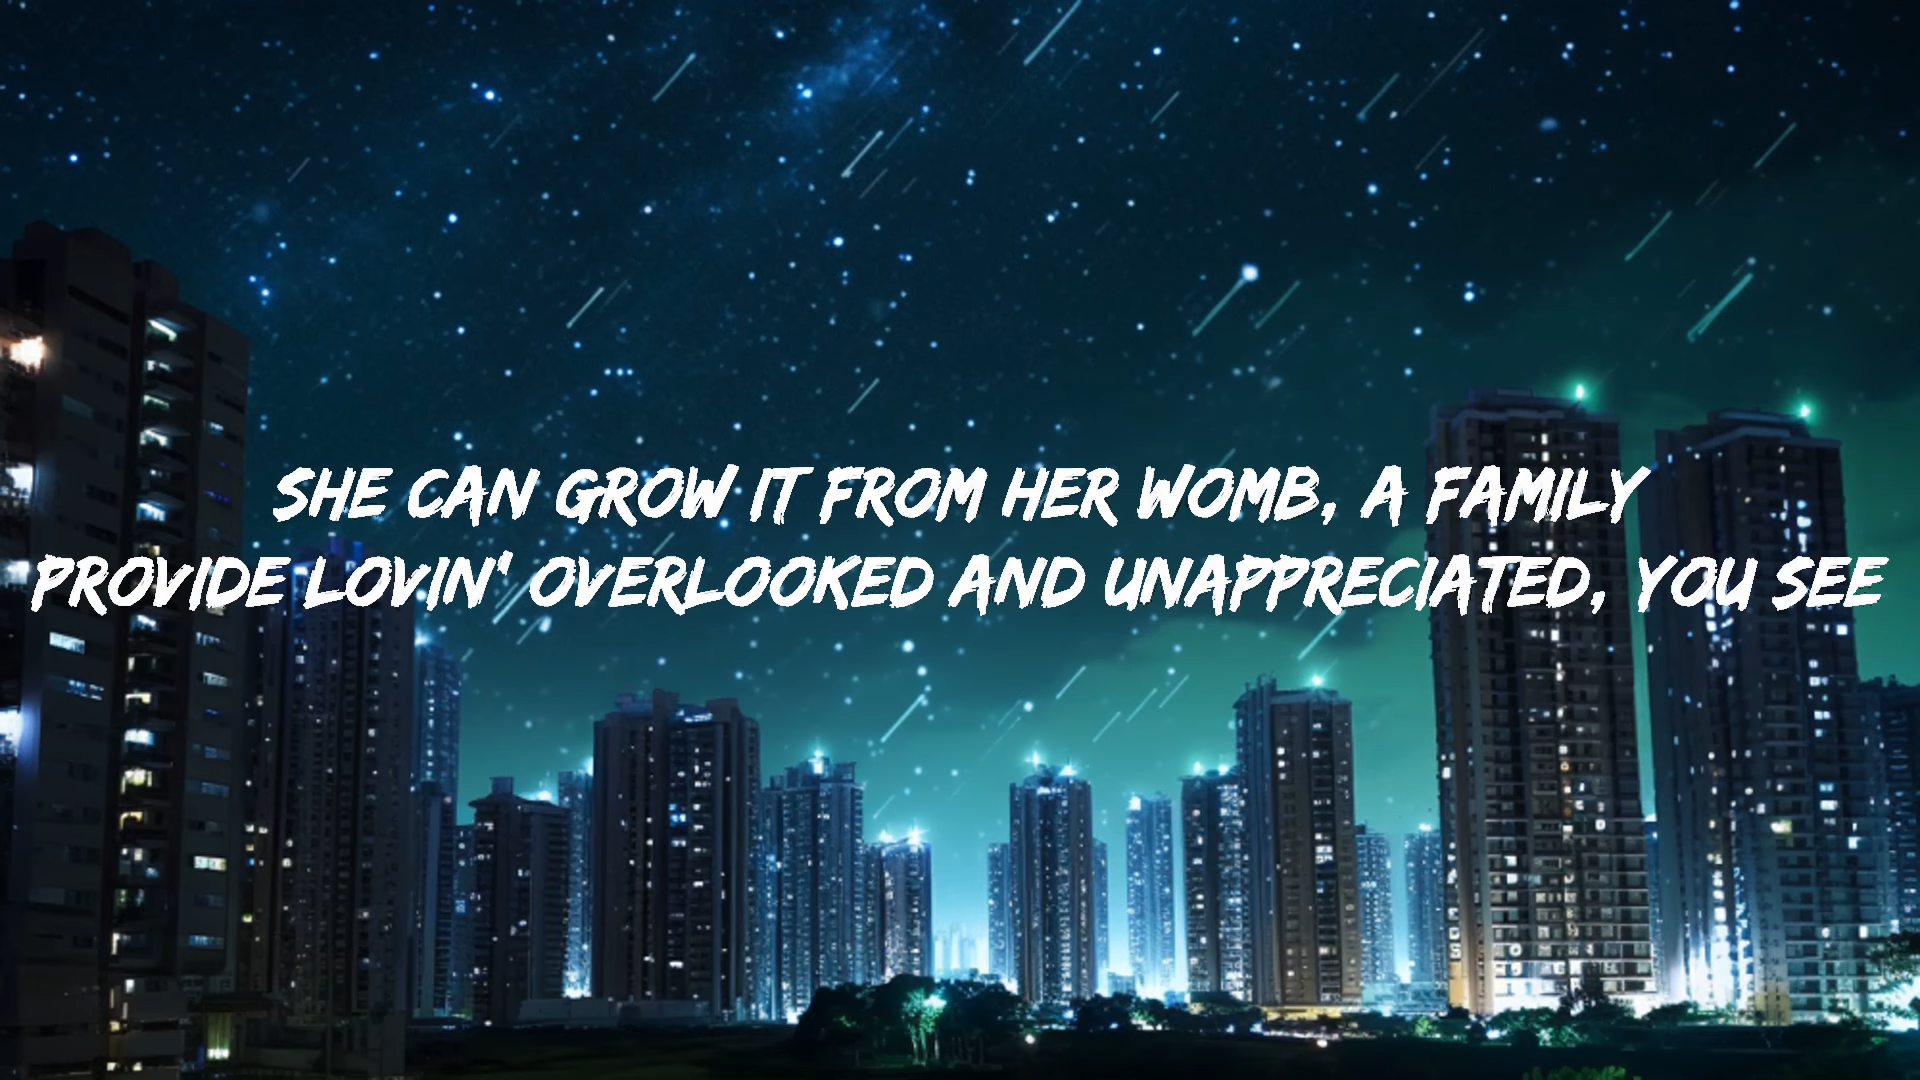 SHE CAN GROW IT FROM HER WOMB, A FAMILY
PROVIDE LOVIN' OVERLOOKED AND UNAPPRECIATED, YOU SEE